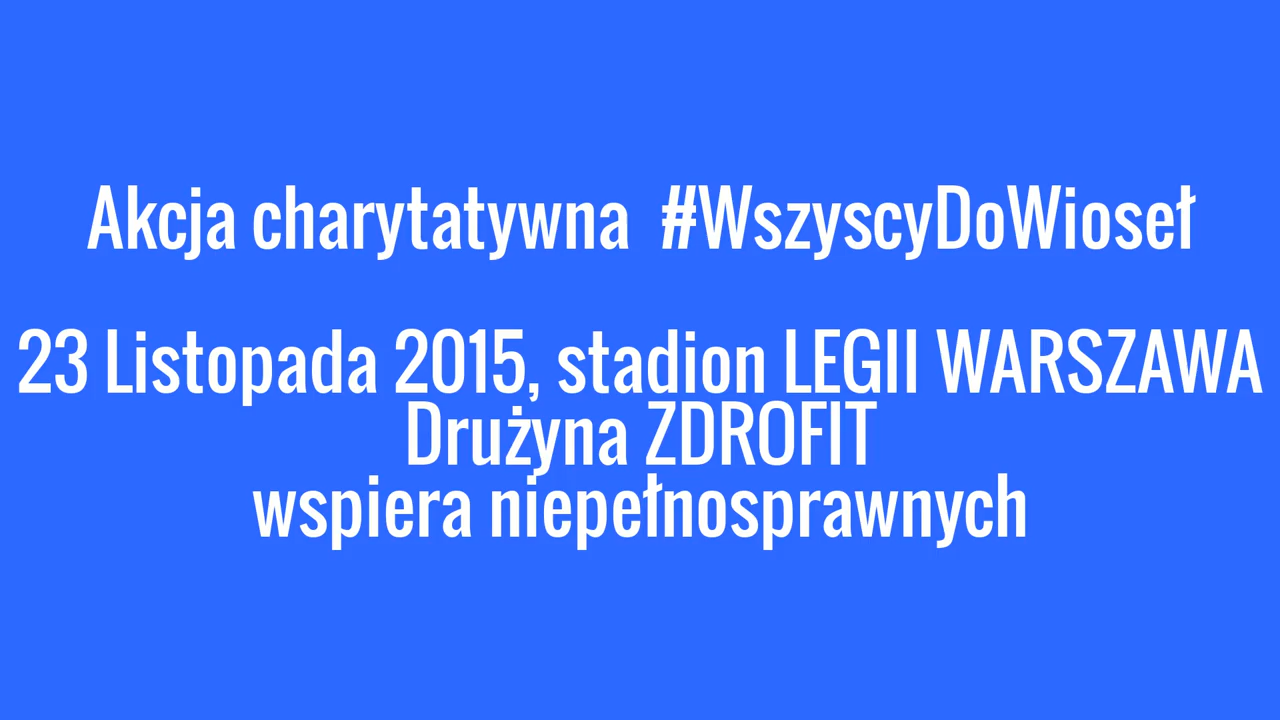 Akcja charytatywna #WszyscyDoWioseł
23 Listopada 2015, stadion LEGII WARSZAWA
Drużyna ZDROFIT
wspiera niepełnosprawnych